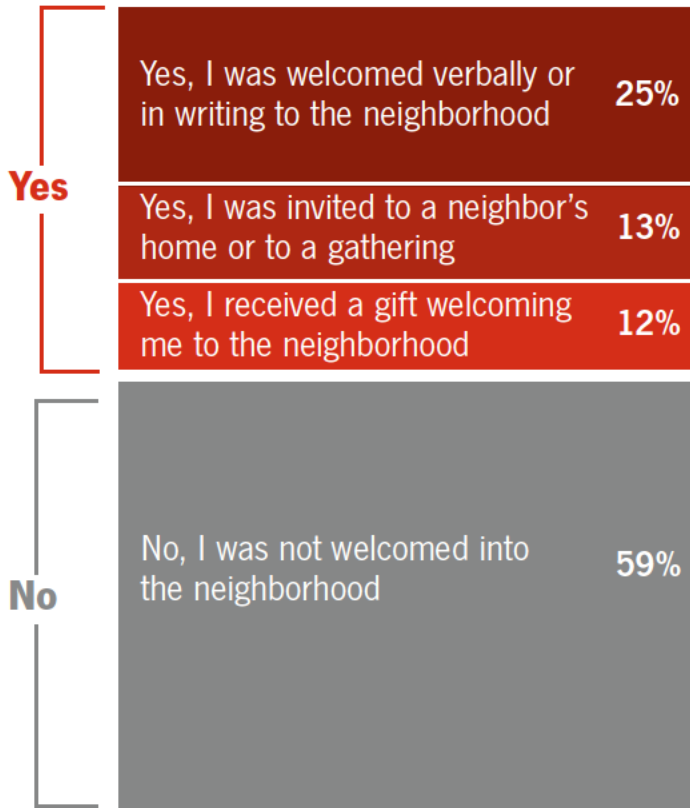 Yes
Yes, I was welcomed verbally or
in writing to the neighborhood
25%
Yes, I was invited to a neighbor's
home or to a gathering
13%
Yes, I received a gift welcoming
me to the neighborhood
12%
No
No, I was not welcomed into
the neighborhood
59%